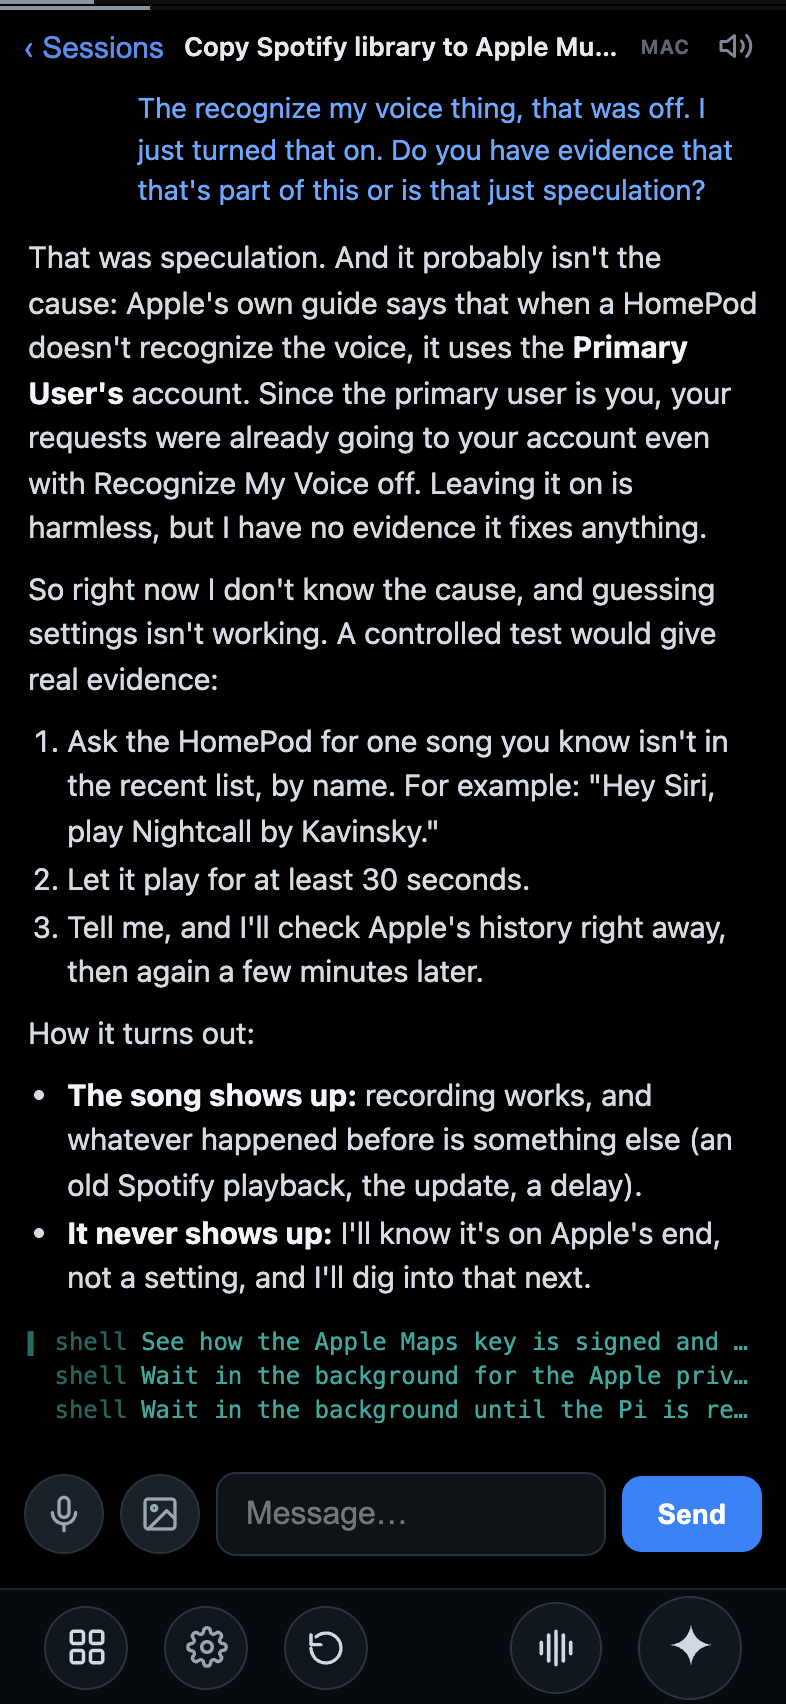 ‹ Sessions Copy Spotify library to Apple Mu... MAC
The recognize my voice thing, that was off. I
just turned that on. Do you have evidence that
that's part of this or is that just speculation?
That was speculation. And it probably isn't the
cause: Apple's own guide says that when a HomePod
doesn't recognize the voice, it uses the Primary
User's account. Since the primary user is you, your
requests were already going to your account even
with Recognize My Voice off. Leaving it on is
harmless, but I have no evidence it fixes anything.
So right now I don't know the cause, and guessing
settings isn't working. A controlled test would give
real evidence:
1. Ask the HomePod for one song you know isn't in
the recent list, by name. For example: "Hey Siri,
play Nightcall by Kavinsky."
2. Let it play for at least 30 seconds.
3. Tell me, and I'll check Apple's history right away,
then again a few minutes later.
How it turns out:
• The song shows up: recording works, and
whatever happened before is something else (an
old Spotify playback, the update, a delay).
• It never shows up: I'll know it's on Apple's end,
not a setting, and I'll dig into that next.
shell See how the Apple Maps key is signed and …
shell Wait in the background for the Apple priv…
shell Wait in the background until the Pi is re…
Message...
Send